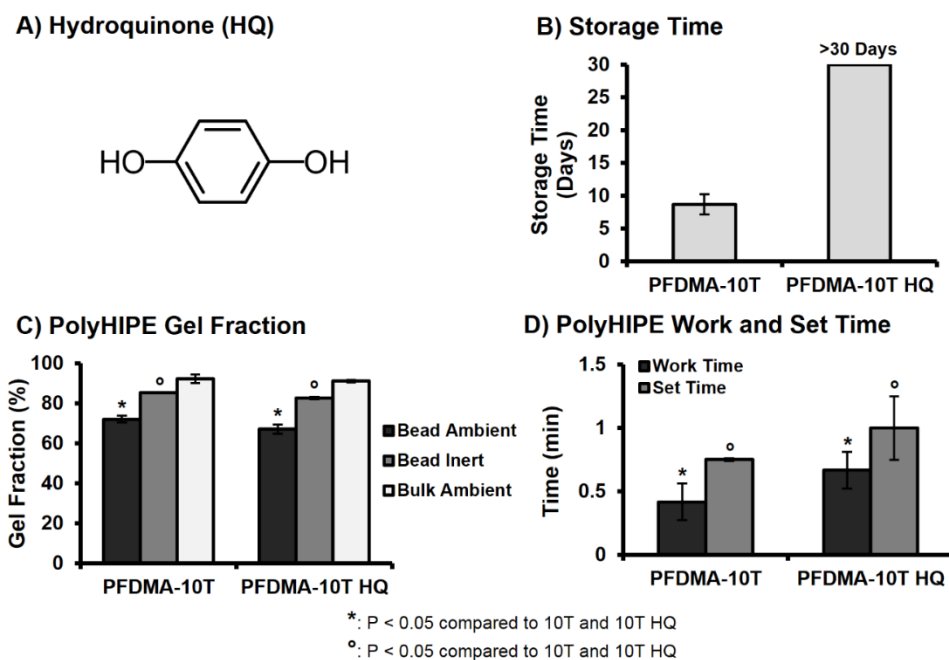 A) Hydroquinone (HQ)
HO
OH
B) Storage Time
>30 Days
Storage Time
(Days)
30
25
20
15
10
5
0
PFDMA-10T
PFDMA-10T HQ
C) PolyHIPE Gel Fraction
Gel Fraction (%)
100
80
60
40
20
0
*
°
*
°
Bead Ambient
Bead Inert
Bulk Ambient
PFDMA-10T
PFDMA-10T HQ
D) PolyHIPE Work and Set Time
Time (min)
1.5
1
0.5
0
Work Time
Set Time
*
°
*
°
PFDMA-10T
PFDMA-10T HQ
*: P < 0.05 compared to 10T and 10T HQ
°: P < 0.05 compared to 10T and 10T HQ